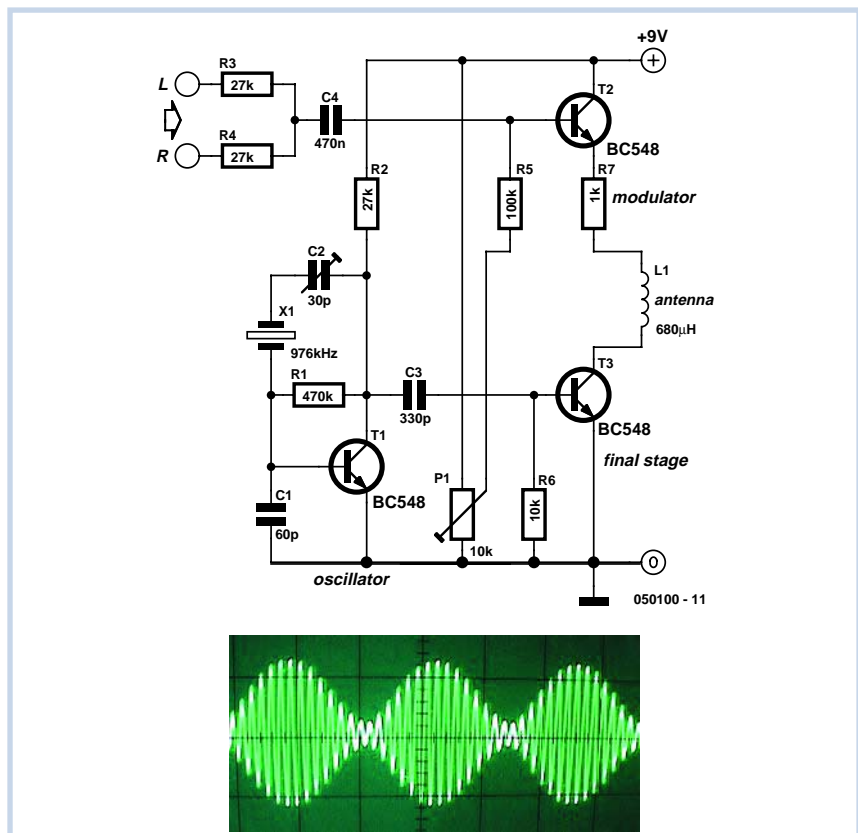 +9V
L
R3
27k
R
R4
27k
C4
470n
T2
BC548
R7
1k
modulator
R5
100k
R2
27k
C2
30p
X1
976kHz
L1
antenna
680µH
R1
470k
C3
330p
T3
BC548
final stage
T1
BC548
C1
60p
P1
10k
R6
10k
0
oscillator
050100 - 11